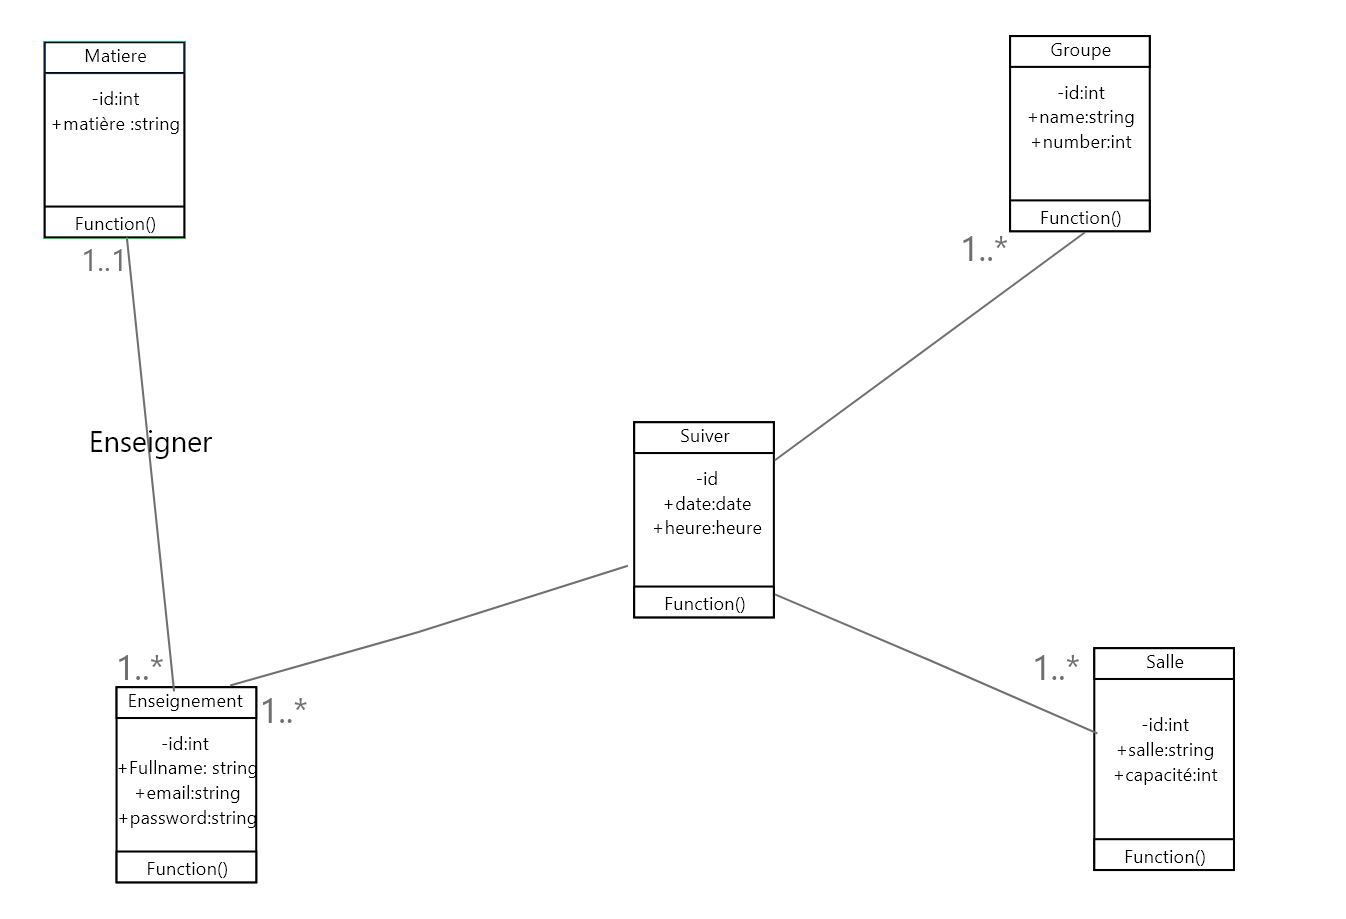 Matiere
-id:int
+matière :string
Function()
1..1
Groupe
-id:int
+name:string
+number:int
Function()
1..*
Enseigner
Suiver
-id
+date:date
+heure:heure
Function()
1..*
Enseignement
-id:int
+Fullname: string
+email:string
+password:string
Function()
1..*
1..*
Salle
-id:int
+salle:string
+capacité:int
Function()